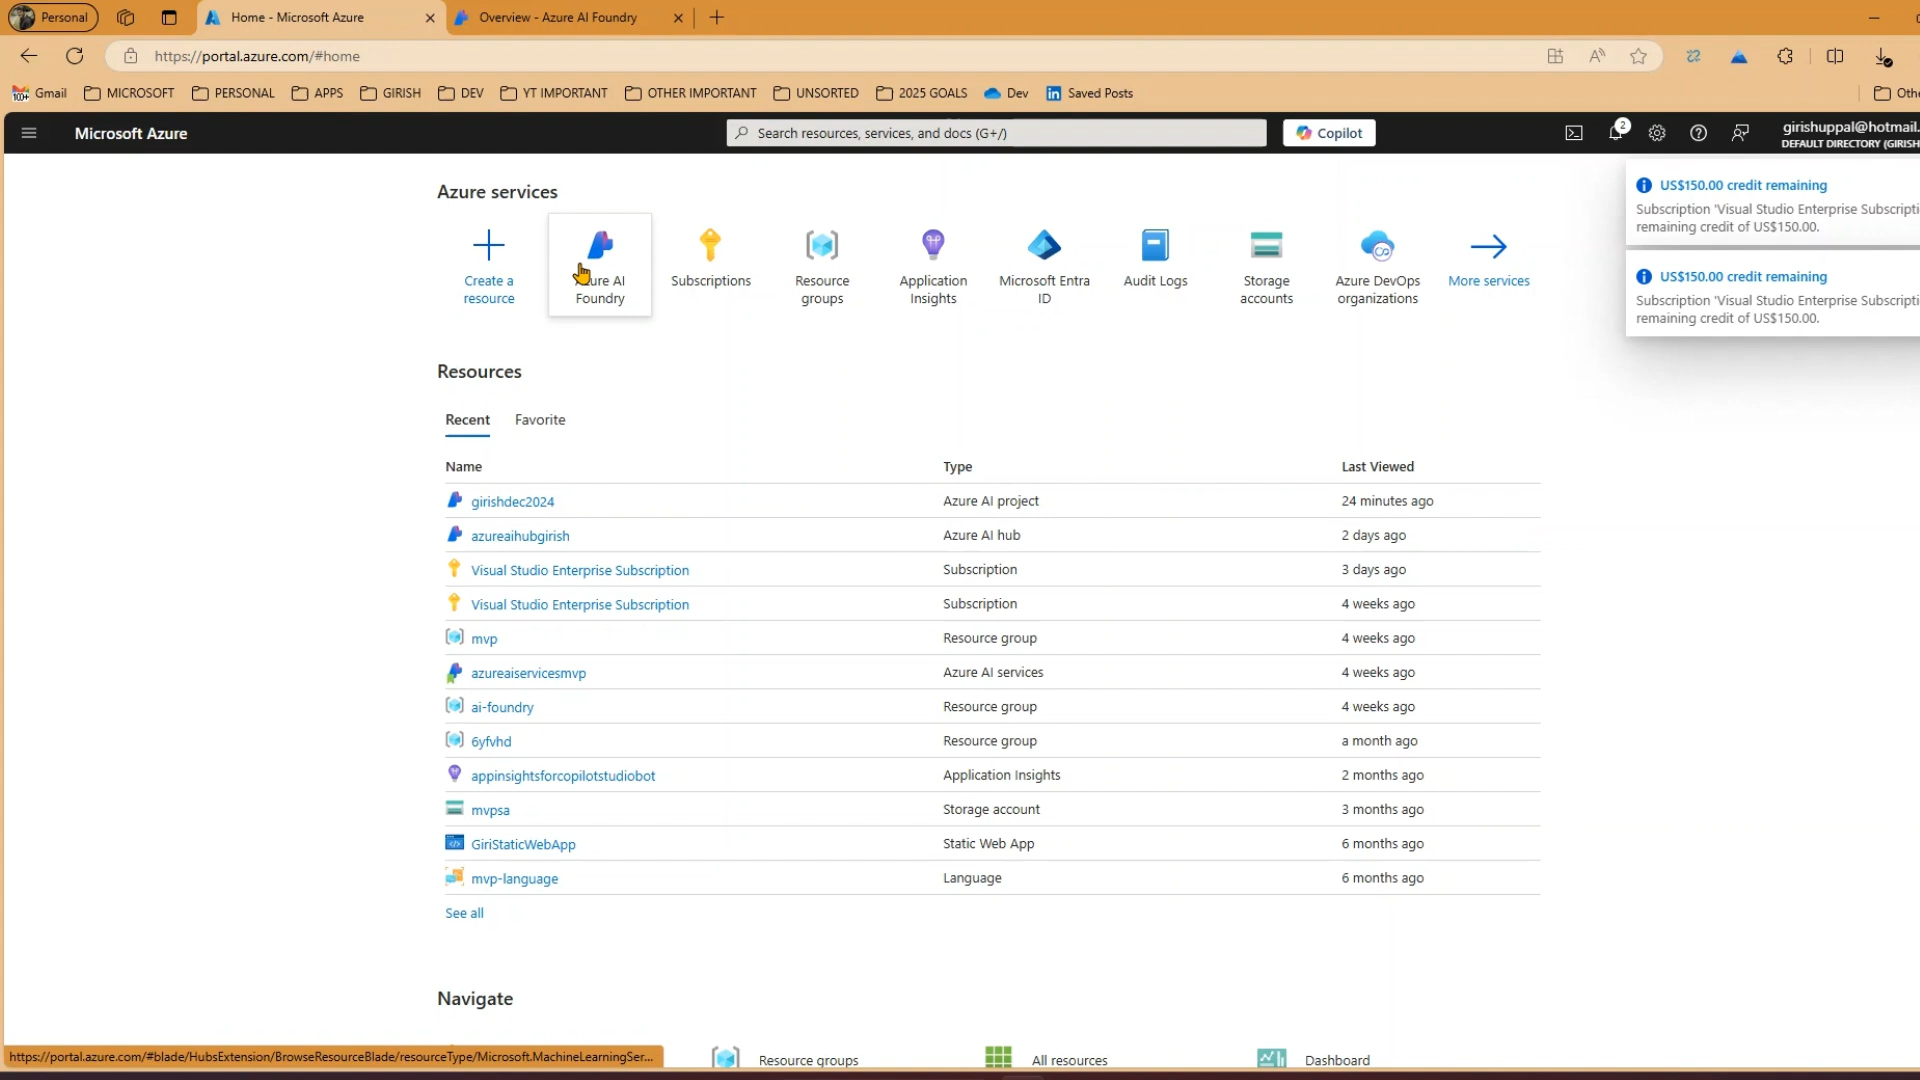 Personal
Home - Microsoft Azure
Overview - Azure AI Foundry
https://portal.azure.com/#home
Gmail
MICROSOFT
PERSONAL
APPS
GIRISH
DEV
YT IMPORTANT
OTHER IMPORTANT
UNSORTED
2025 GOALS
Dev
Saved Posts
Othe
Microsoft Azure
Search resources, services, and docs (G+/)
Copilot
2
girishuppal@hotmail.
DEFAULT DIRECTORY (GIRISH
US$150.00 credit remaining
Subscription 'Visual Studio Enterprise Subscripti
remaining credit of US$150.00.
US$150.00 credit remaining
Subscription 'Visual Studio Enterprise Subscripti
remaining credit of US$150.00.
Azure services
Create a
resource
Azure AI
Foundry
Subscriptions
Resource
groups
Application
Insights
Microsoft Entra
ID
Audit Logs
Storage
accounts
Azure DevOps
organizations
More services
Resources
Recent
Favorite
Name Type Last Viewed
girishdec2024 Azure AI project 24 minutes ago
azureaihubgirish Azure AI hub 2 days ago
Visual Studio Enterprise Subscription Subscription 3 days ago
Visual Studio Enterprise Subscription Subscription 4 weeks ago
mvp Resource group 4 weeks ago
azureaiservicesmvp Azure AI services 4 weeks ago
ai-foundry Resource group 4 weeks ago
6yfvhd Resource group a month ago
appinsightsforcopilotstudiobot Application Insights 2 months ago
mvpsa Storage account 3 months ago
GiriStaticWebApp Static Web App 6 months ago
mvp-language Language 6 months ago
See all
Navigate
Resource groups
All resources
Dashboard
https://portal.azure.com/#blade/HubsExtension/BrowseResourceBlade/resourceType/Microsoft.MachineLearningSer...